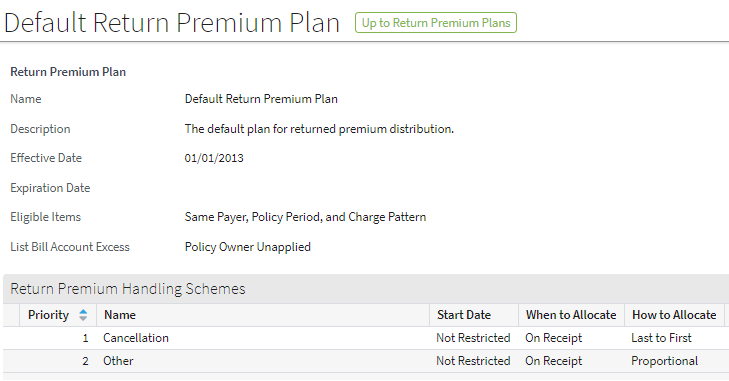 Default Return Premium Plan Up to Return Premium Plans
Return Premium Plan
Name Default Return Premium Plan
Description The default plan for returned premium distribution.
Effective Date 01/01/2013
Expiration Date
Eligible Items Same Payer, Policy Period, and Charge Pattern
List Bill Account Excess Policy Owner Unapplied
Return Premium Handling Schemes
Priority Name Start Date When to Allocate How to Allocate
1 Cancellation Not Restricted On Receipt Last to First
2 Other Not Restricted On Receipt Proportional